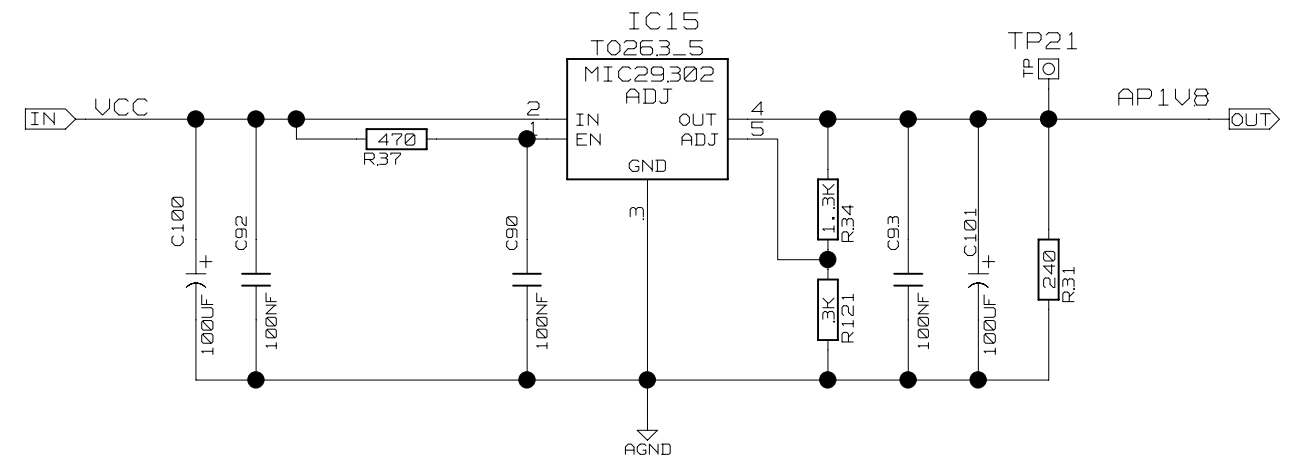 IC15
TO263_5
MIC29302
ADJ
TP21
TP
IN
VCC
AP1V8
OUT
2
IN
OUT
4
1
EN
ADJ
5
GND
3
470
R37
C100
100UF
C92
100NF
C90
100NF
1.3K
R34
3K
R121
C93
100NF
C101
100UF
240
R31
AGND